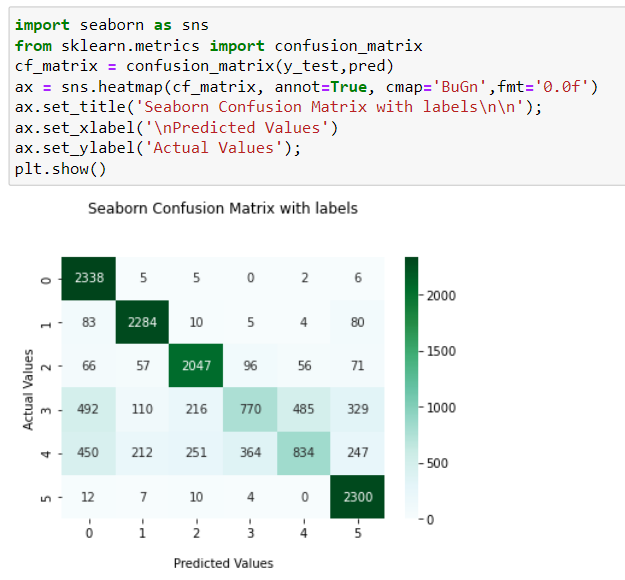 import seaborn as sns
from sklearn.metrics import confusion_matrix
cf_matrix = confusion_matrix(y_test,pred)
ax = sns.heatmap(cf_matrix, annot=True, cmap='BuGn',fmt='0.0f')
ax.set_title('Seaborn Confusion Matrix with labels\n\n');
ax.set_xlabel('\nPredicted Values')
ax.set_ylabel('Actual Values');
plt.show()
Seaborn Confusion Matrix with labels
Actual Values
0 2338 5 5 0 2 6
1 83 2284 10 5 4 80
2 66 57 2047 96 56 71
3 492 110 216 770 485 329
4 450 212 251 364 834 247
5 12 7 10 4 0 2300
0 1 2 3 4 5
Predicted Values
2000
1500
1000
500
0